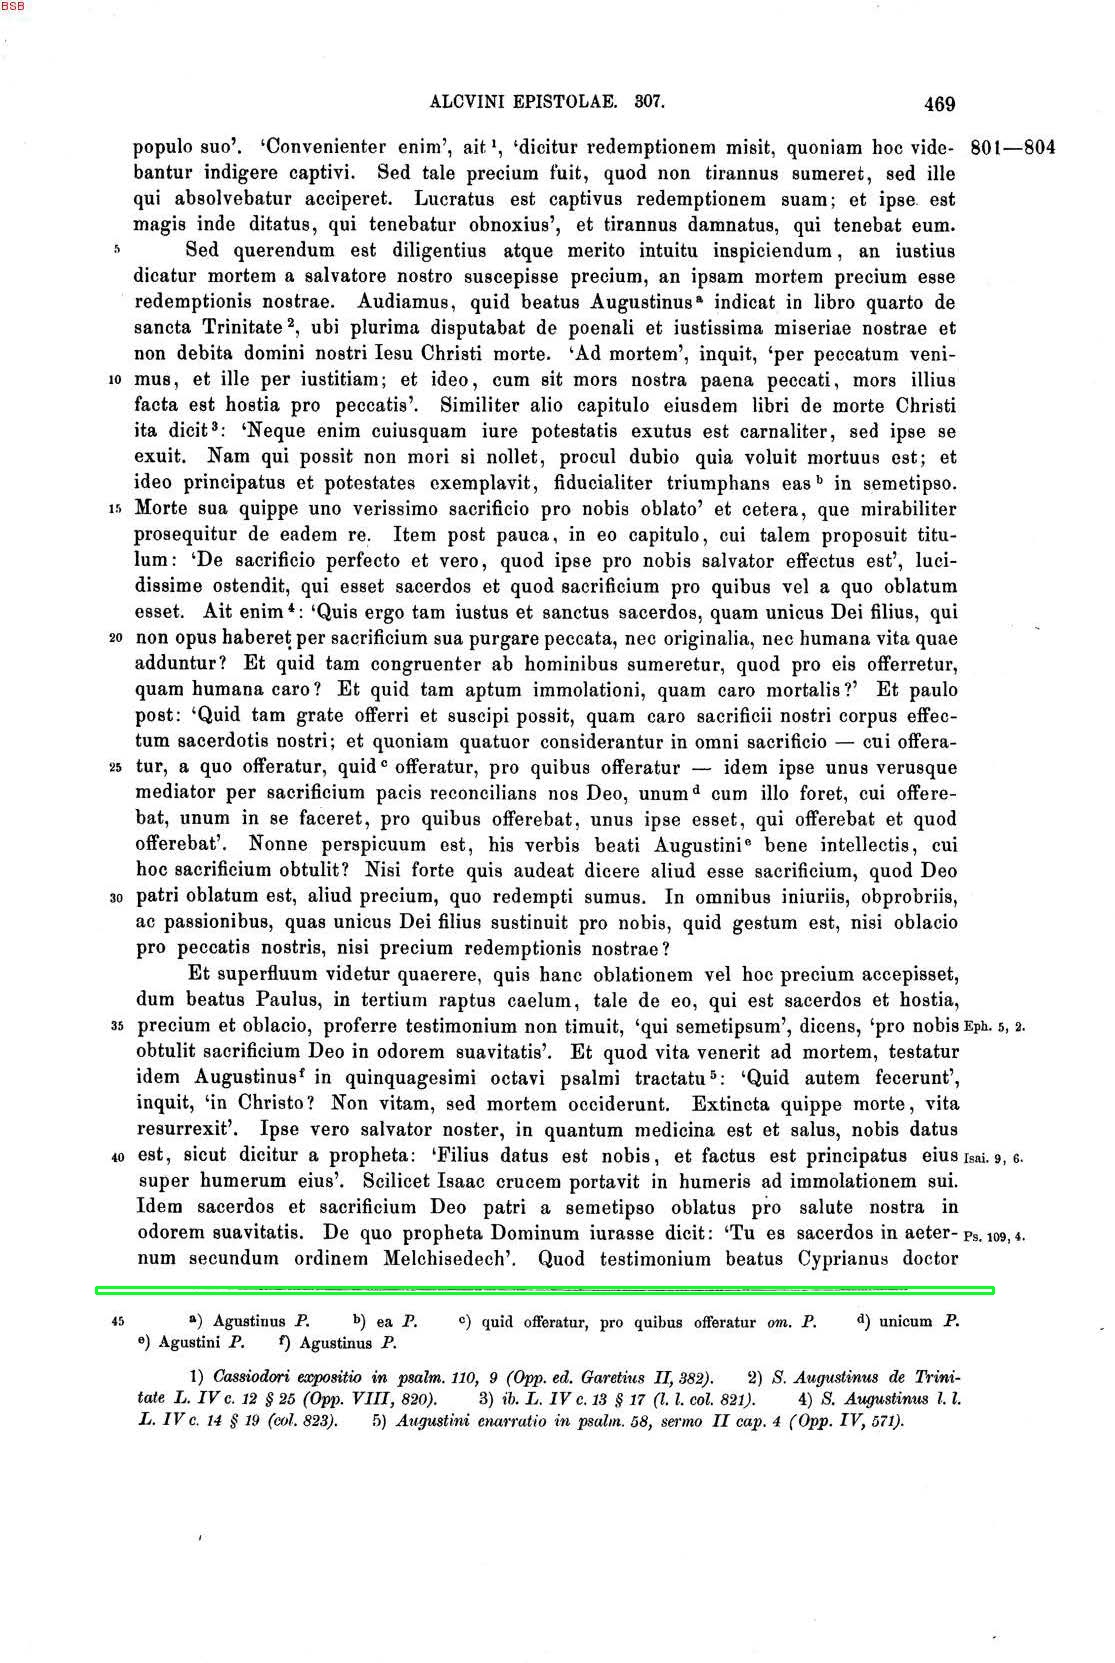 BSB
ALCVINI EPISTOLAE. 307.
469
populo suo’. ‘Convenienter enim’, ait¹, ‘dicitur redemptionem misit, quoniam hoc vide- 801—804
bantur indigere captivi. Sed tale precium fuit, quod non tirannus sumeret, sed ille
qui absolvebatur acciperet. Lucratus est captivus redemptionem suam; et ipse est
magis inde ditatus, qui tenebatur obnoxius’, et tirannus damnatus, qui tenebat eum.
5 Sed querendum est diligentius atque merito intuitu inspiciendum, an iustius
dicatur mortem a salvatore nostro suscepisse precium, an ipsam mortem precium esse
redemptionis nostrae. Audiamus, quid beatus Augustinusᵃ indicat in libro quarto de
sancta Trinitate², ubi plurima disputabat de poenali et iustissima miseriae nostrae et
non debita domini nostri Iesu Christi morte. ‘Ad mortem’, inquit, ‘per peccatum veni-
10 mus, et ille per iustitiam; et ideo, cum sit mors nostra paena peccati, mors illius
facta est hostia pro peccatis’. Similiter alio capitulo eiusdem libri de morte Christi
ita dicit³: ‘Neque enim cuiusquam iure potestatis exutus est carnaliter, sed ipse se
exuit. Nam qui possit non mori si nollet, procul dubio quia voluit mortuus est; et
ideo principatus et potestates exemplavit, fiducialiter triumphans easᵇ in semetipso.
15 Morte sua quippe uno verissimo sacrificio pro nobis oblato’ et cetera, que mirabiliter
prosequitur de eadem re. Item post pauca, in eo capitulo, cui talem proposuit titu-
lum: ‘De sacrificio perfecto et vero, quod ipse pro nobis salvator effectus est’, luci-
dissime ostendit, qui esset sacerdos et quod sacrificium pro quibus vel a quo oblatum
esset. Ait enim⁴: ‘Quis ergo tam iustus et sanctus sacerdos, quam unicus Dei filius, qui
20 non opus haberet per sacrificium sua purgare peccata, nec originalia, nec humana vita quae
adduntur? Et quid tam congruenter ab hominibus sumeretur, quod pro eis offerretur,
quam humana caro? Et quid tam aptum immolationi, quam caro mortalis?’ Et paulo
post: ‘Quid tam grate offerri et suscipi possit, quam caro sacrificii nostri corpus effec-
tum sacerdotis nostri; et quoniam quatuor considerantur in omni sacrificio — cui offera-
25 tur, a quo offeratur, quidᶜ offeratur, pro quibus offeratur — idem ipse unus verusque
mediator per sacrificium pacis reconcilians nos Deo, unumᵈ cum illo foret, cui offere-
bat, unum in se faceret, pro quibus offerebat, unus ipse esset, qui offerebat et quod
offerebat’. Nonne perspicuum est, his verbis beati Augustiniᵉ bene intellectis, cui
hoc sacrificium obtulit? Nisi forte quis audeat dicere aliud esse sacrificium, quod Deo
30 patri oblatum est, aliud precium, quo redempti sumus. In omnibus iniuriis, obprobriis,
ac passionibus, quas unicus Dei filius sustinuit pro nobis, quid gestum est, nisi oblacio
pro peccatis nostris, nisi precium redemptionis nostrae?
Et superfluum videtur quaerere, quis hanc oblationem vel hoc precium accepisset,
dum beatus Paulus, in tertium raptus caelum, tale de eo, qui est sacerdos et hostia,
35 precium et oblacio, proferre testimonium non timuit, ‘qui semetipsum’, dicens, ‘pro nobis Eph. 5, 2.
obtulit sacrificium Deo in odorem suavitatis’. Et quod vita venerit ad mortem, testatur
idem Augustinusᶠ in quinquagesimi octavi psalmi tractatu⁵: ‘Quid autem fecerunt’,
inquit, ‘in Christo? Non vitam, sed mortem occiderunt. Extincta quippe morte, vita
resurrexit’. Ipse vero salvator noster, in quantum medicina est et salus, nobis datus
40 est, sicut dicitur a propheta: ‘Filius datus est nobis, et factus est principatus eius Isai. 9, 6.
super humerum eius’. Scilicet Isaac crucem portavit in humeris ad immolationem sui.
Idem sacerdos et sacrificium Deo patri a semetipso oblatus pro salute nostra in
odorem suavitatis. De quo propheta Dominum iurasse dicit: ‘Tu es sacerdos in aeter- Ps. 109, 4.
num secundum ordinem Melchisedech’. Quod testimonium beatus Cyprianus doctor
45 a) Agustinus P. b) ea P. c) quid offeratur, pro quibus offeratur om. P. d) unicum P.
e) Agustini P. f) Agustinus P.
1) Cassiodori expositio in psalm. 110, 9 (Opp. ed. Garetius II, 382). 2) S. Augustinus de Trini-
tate L. IV c. 12 § 25 (Opp. VIII, 820). 3) ib. L. IV c. 13 § 17 (l. l. col. 821). 4) S. Augustinus l. l.
L. IV c. 14 § 19 (col. 823). 5) Augustini enarratio in psalm. 58, sermo II cap. 4 (Opp. IV, 571).